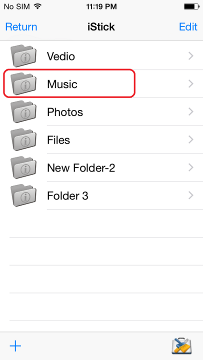 No SIM 11:19 PM
Return iStick Edit
Vedio
Music
Photos
Files
New Folder-2
Folder 3